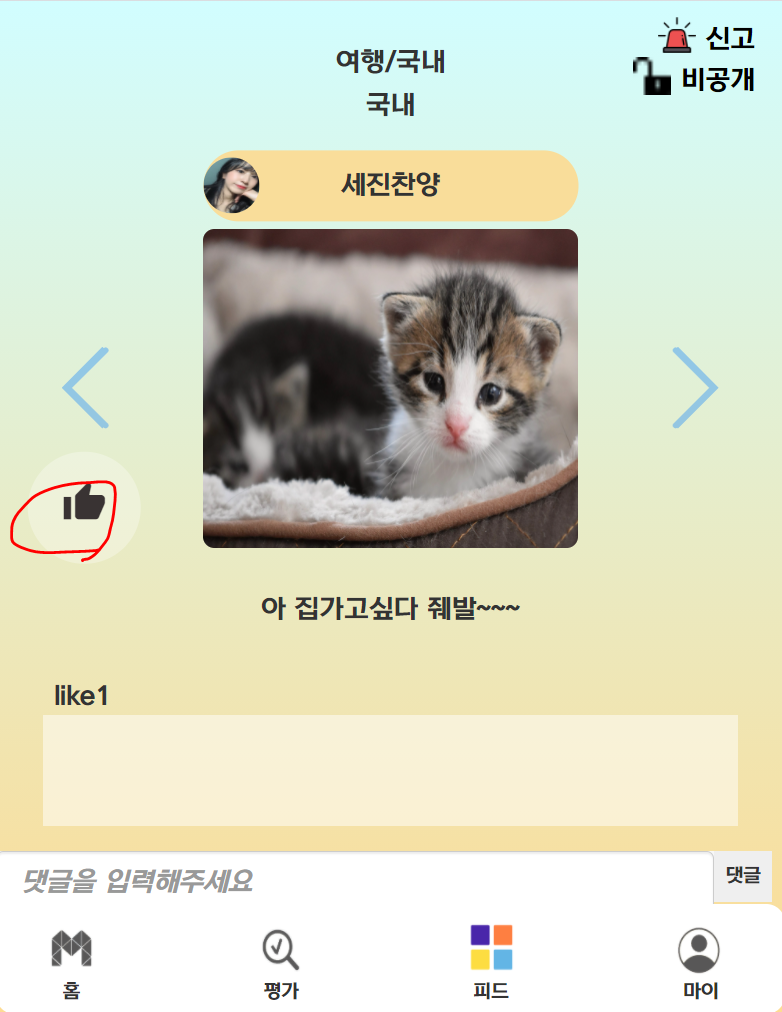 신고
비공개
여행/국내
국내
세진찬양
아 집가고싶다 줴발~~~
like1
댓글을 입력해주세요
댓글
홈
평가
피드
마이